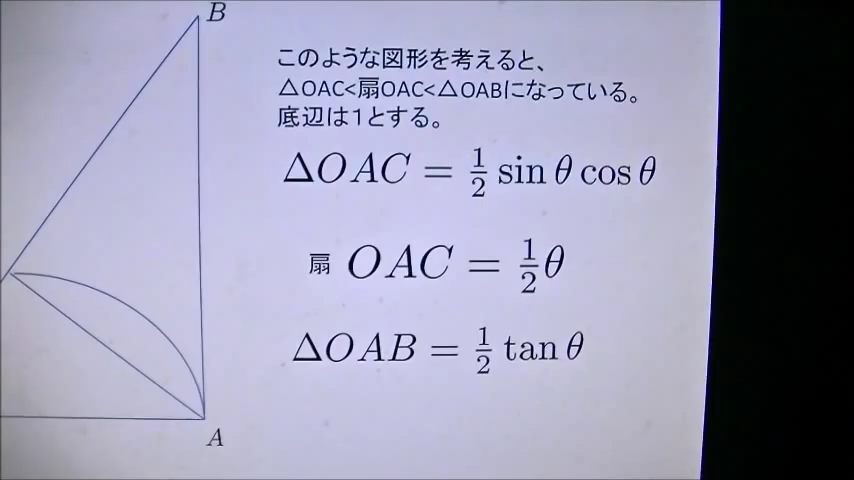 B
このような図形を考えると、
△OAC<扇OAC<△OABになっている。
底辺は1とする。
ΔOAC = 1/2 sin θ cos θ
扇 OAC = 1/2 θ
ΔOAB = 1/2 tan θ
A